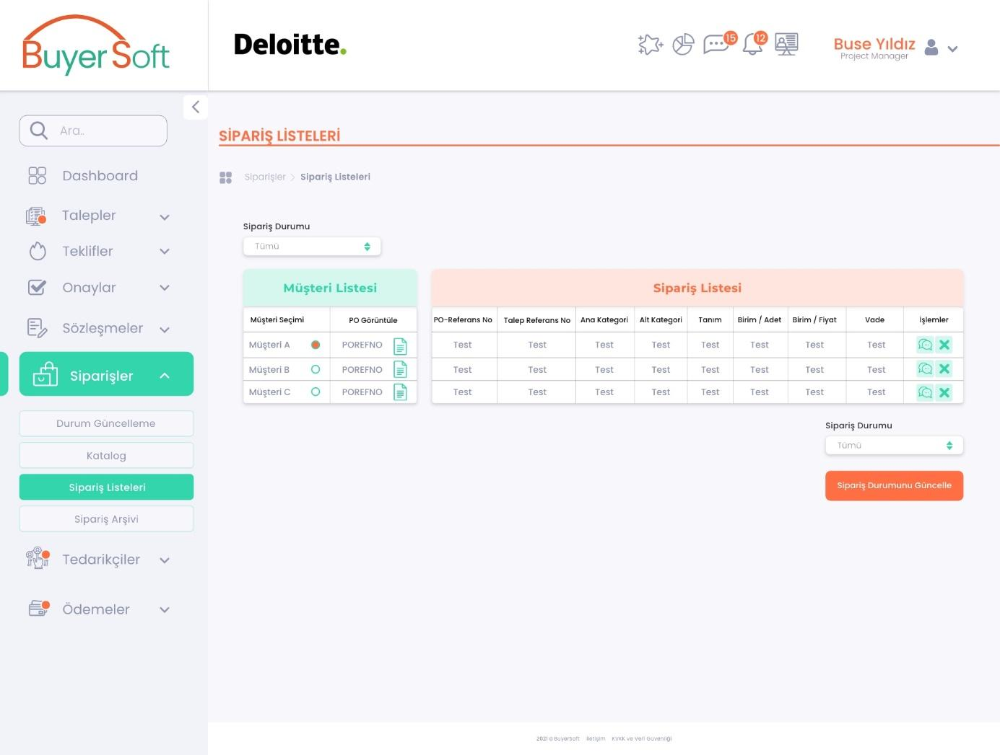 BuyerSoft
Deloitte.
15
12
Buse Yıldız
Project Manager
Ara..
Dashboard
Talepler
Teklifler
Onaylar
Sözleşmeler
Siparişler
Durum Güncelleme
Katalog
Sipariş Listeleri
Sipariş Arşivi
Tedarikçiler
Ödemeler
SİPARİŞ LİSTELERİ
Siparişler > Sipariş Listeleri
Sipariş Durumu
Tümü
Müşteri Listesi
Müşteri Seçimi PO Görüntüle
Müşteri A POREFNO
Müşteri B POREFNO
Müşteri C POREFNO
Sipariş Listesi
PO-Referans No Talep Referans No Ana Kategori Alt Kategori Tanım Birim / Adet Birim / Fiyat Vade İşlemler
Test Test Test Test Test Test Test Test
Test Test Test Test Test Test Test Test
Test Test Test Test Test Test Test Test
Sipariş Durumu
Tümü
Sipariş Durumunu Güncelle
2021 © BuyerSoft İletişim KVKK ve Veri Güvenliği